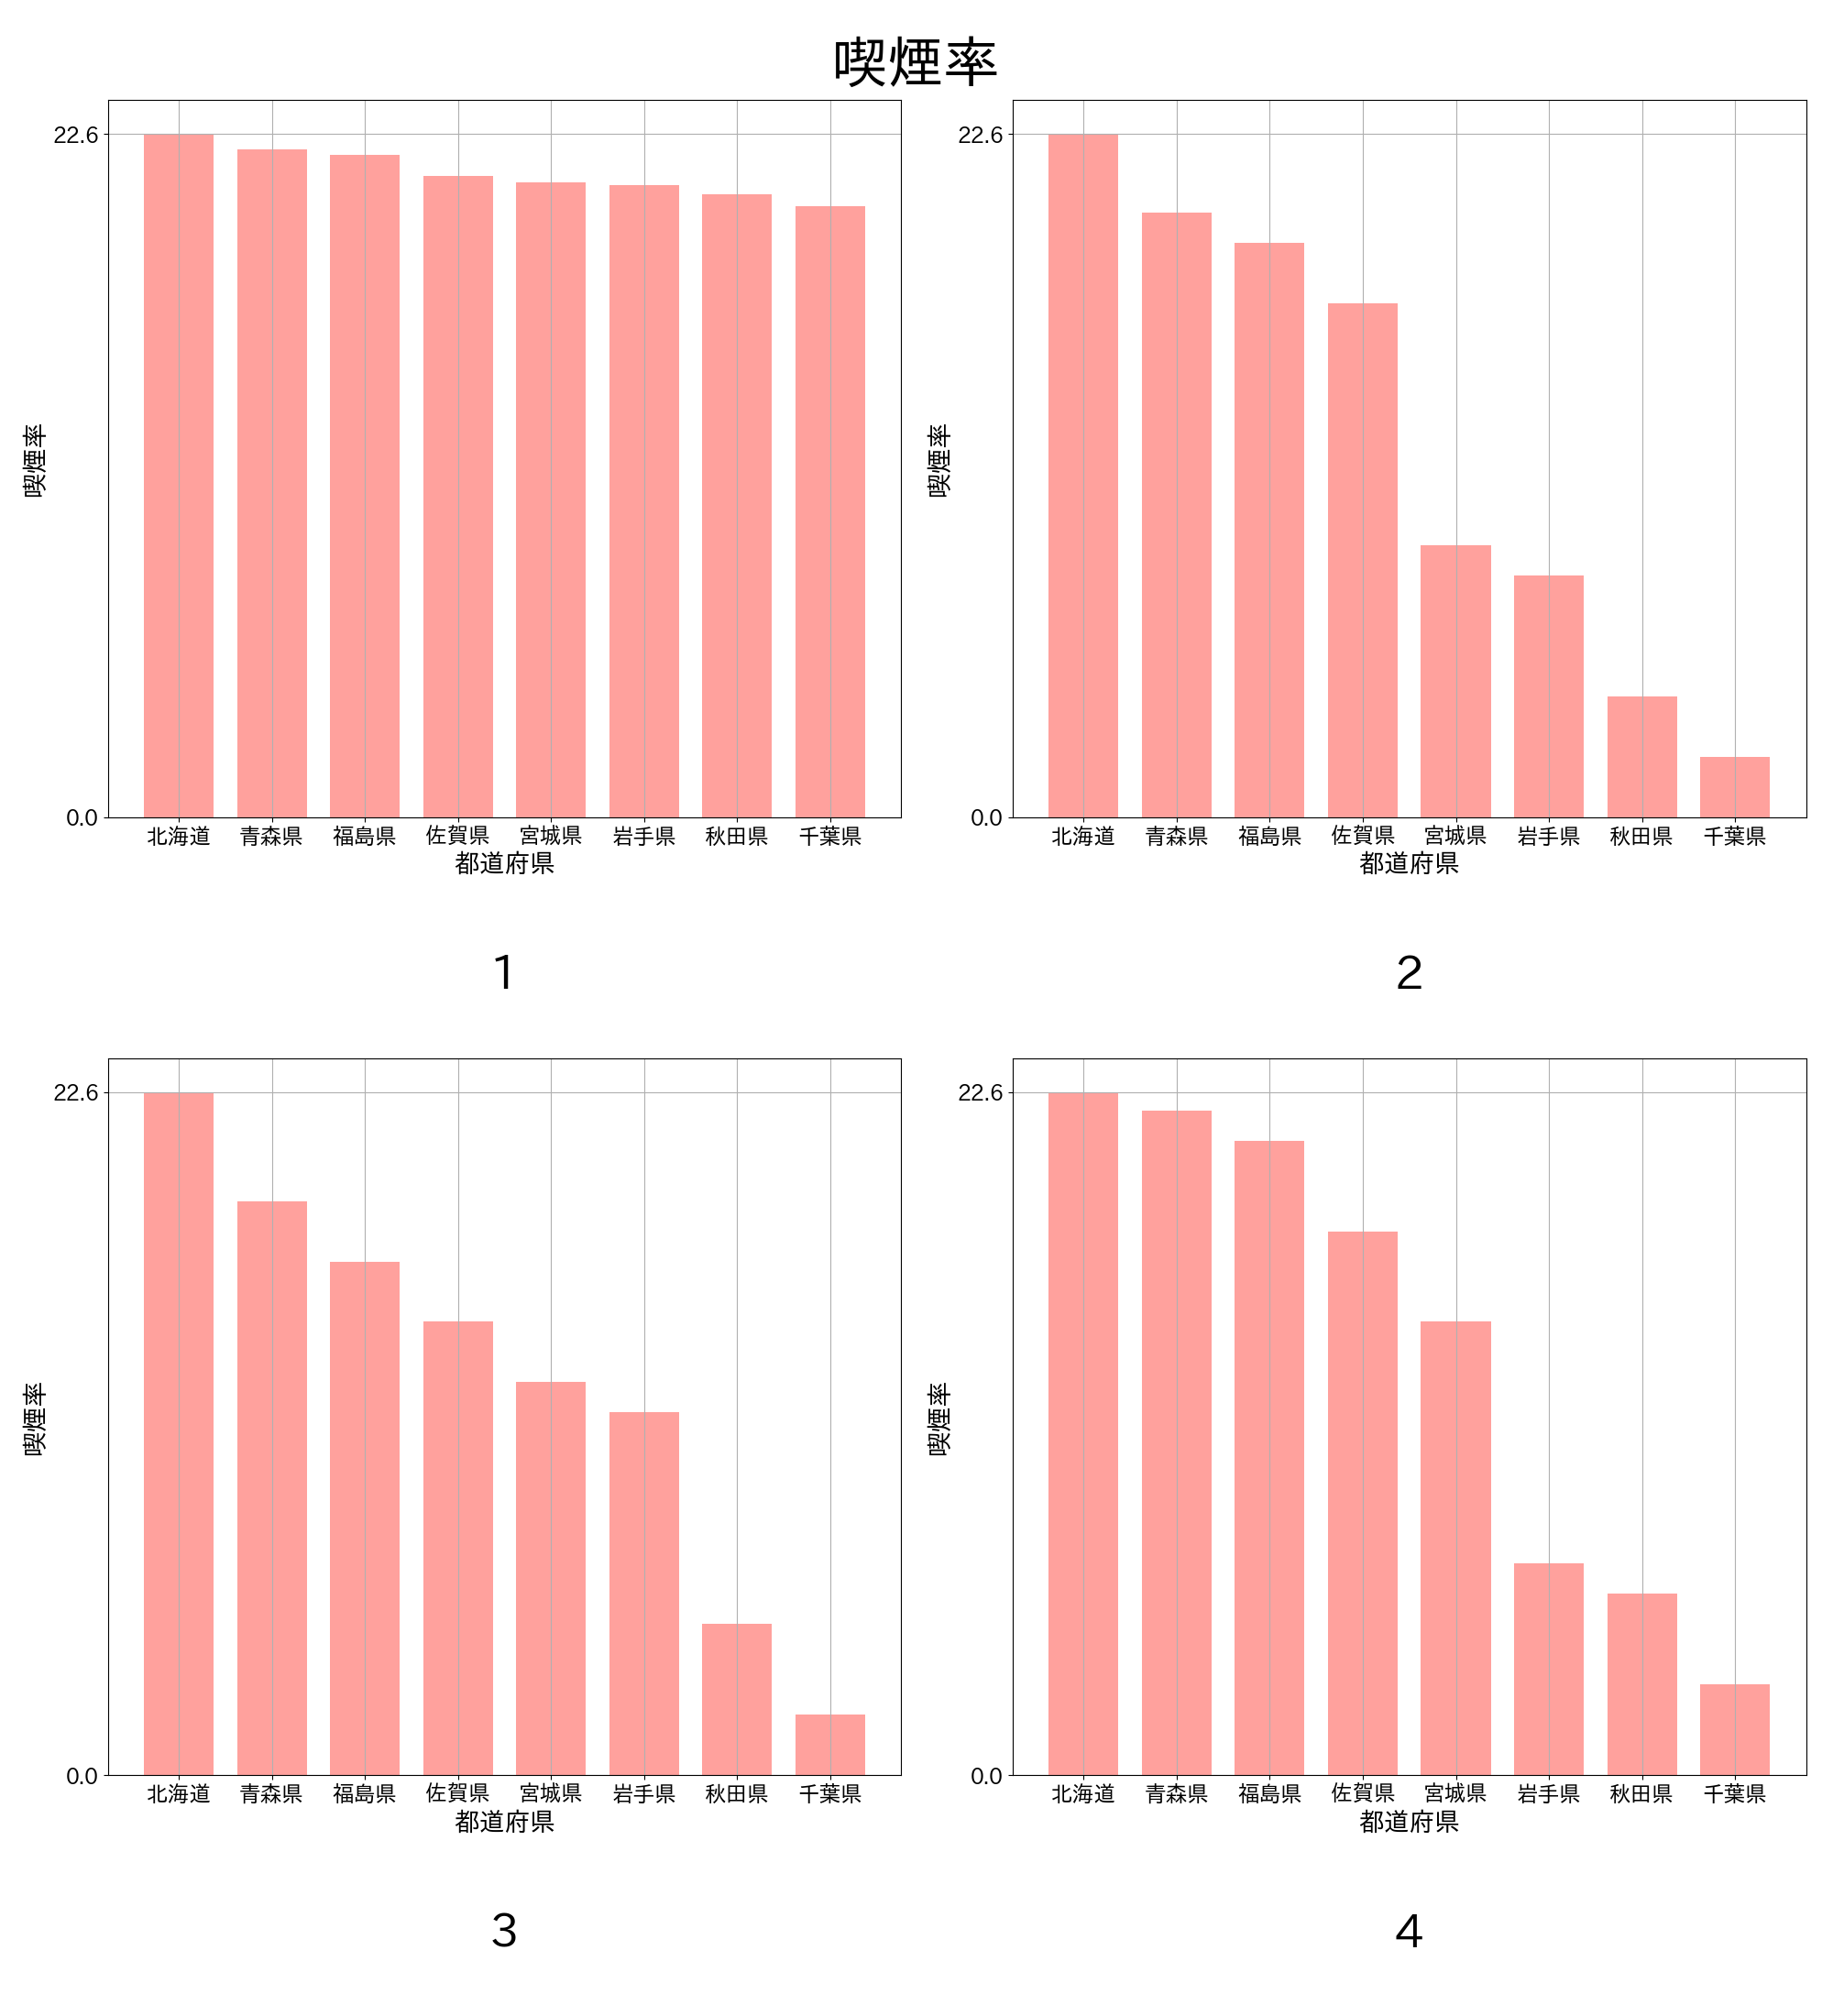 喫煙率
22.6
0.0
喫煙率
北海道 青森県 福島県 佐賀県 宮城県 岩手県 秋田県 千葉県
都道府県
1
22.6
0.0
喫煙率
北海道 青森県 福島県 佐賀県 宮城県 岩手県 秋田県 千葉県
都道府県
2
22.6
0.0
喫煙率
北海道 青森県 福島県 佐賀県 宮城県 岩手県 秋田県 千葉県
都道府県
3
22.6
0.0
喫煙率
北海道 青森県 福島県 佐賀県 宮城県 岩手県 秋田県 千葉県
都道府県
4